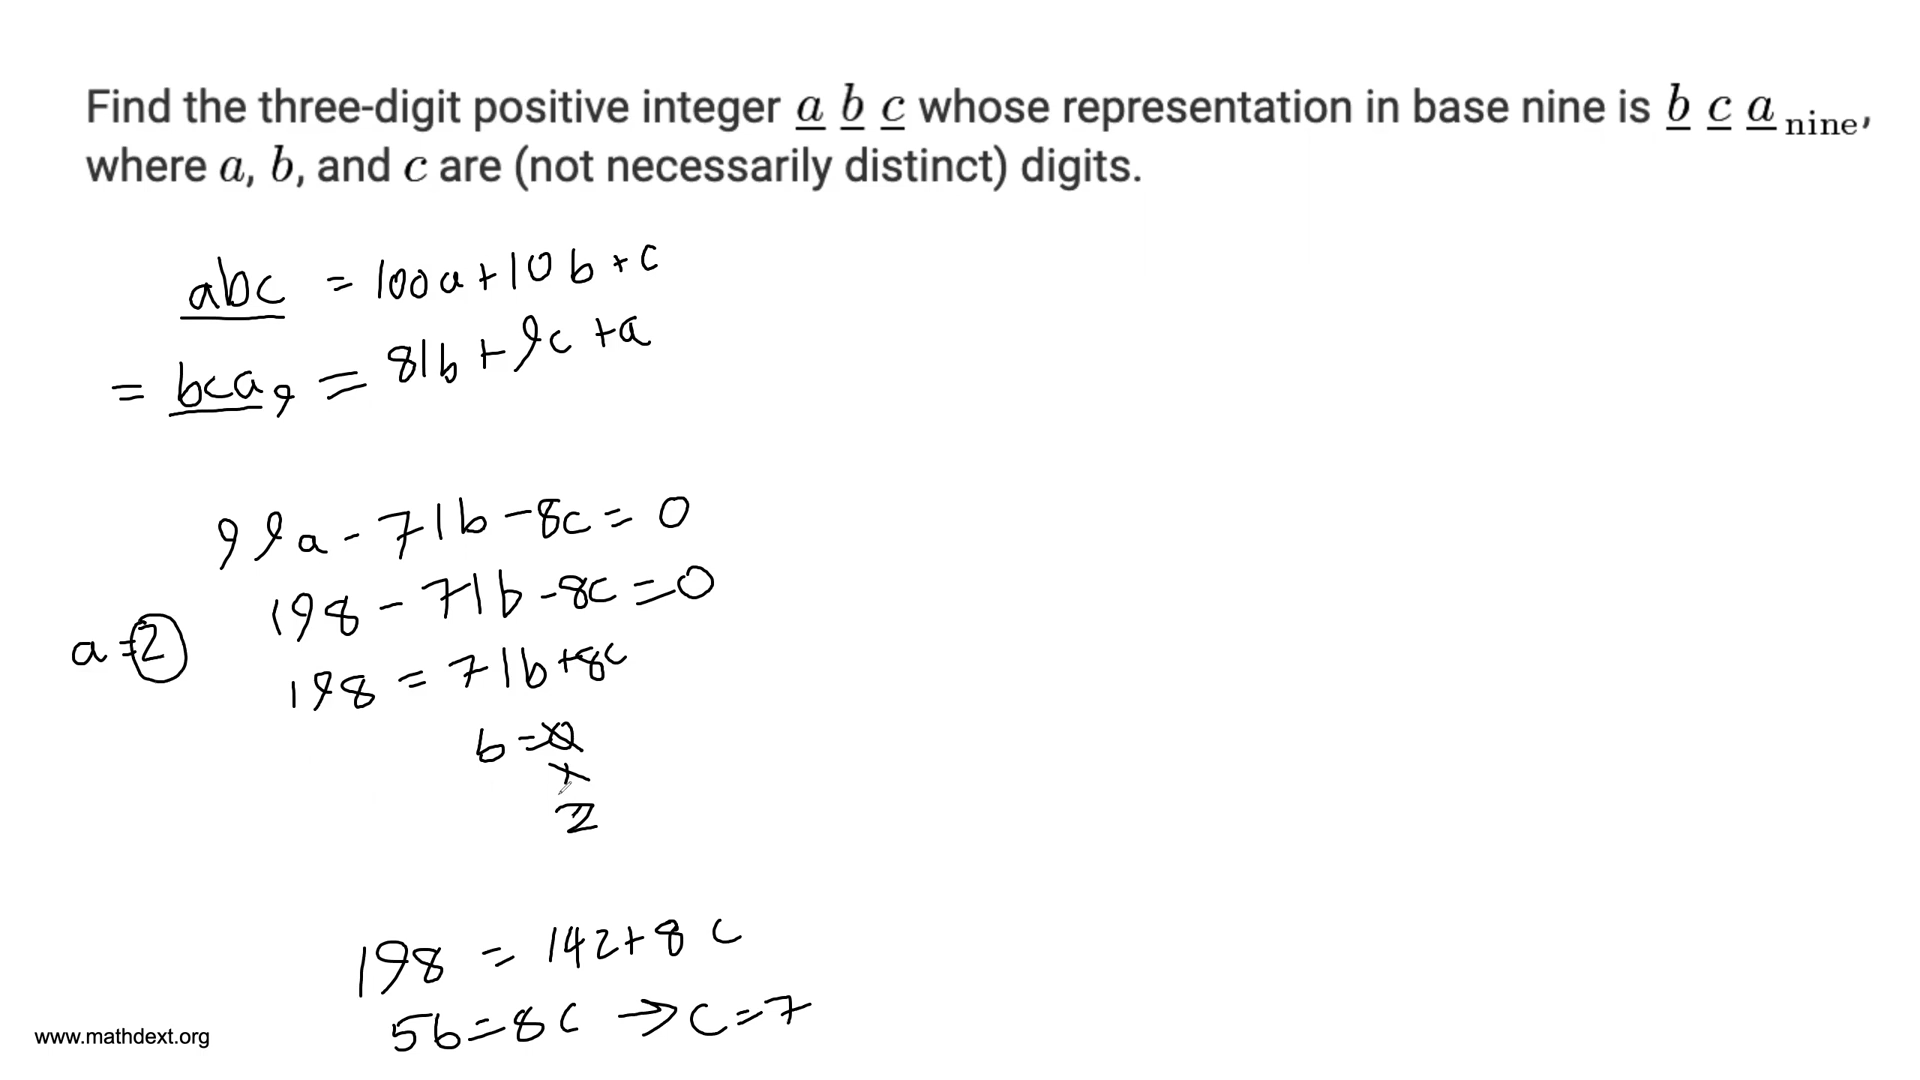 Find the three-digit positive integer a b c whose representation in base nine is b c a nine,
where a, b, and c are (not necessarily distinct) digits.
abc = 100a+10b+c
= bca9 = 81b+9c+a
99a-71b-8c=0
198-71b-8c=0
a=2
198=71b+8c
b=0
1
2
198=142+8c
56=8c→c=7
www.mathdext.org